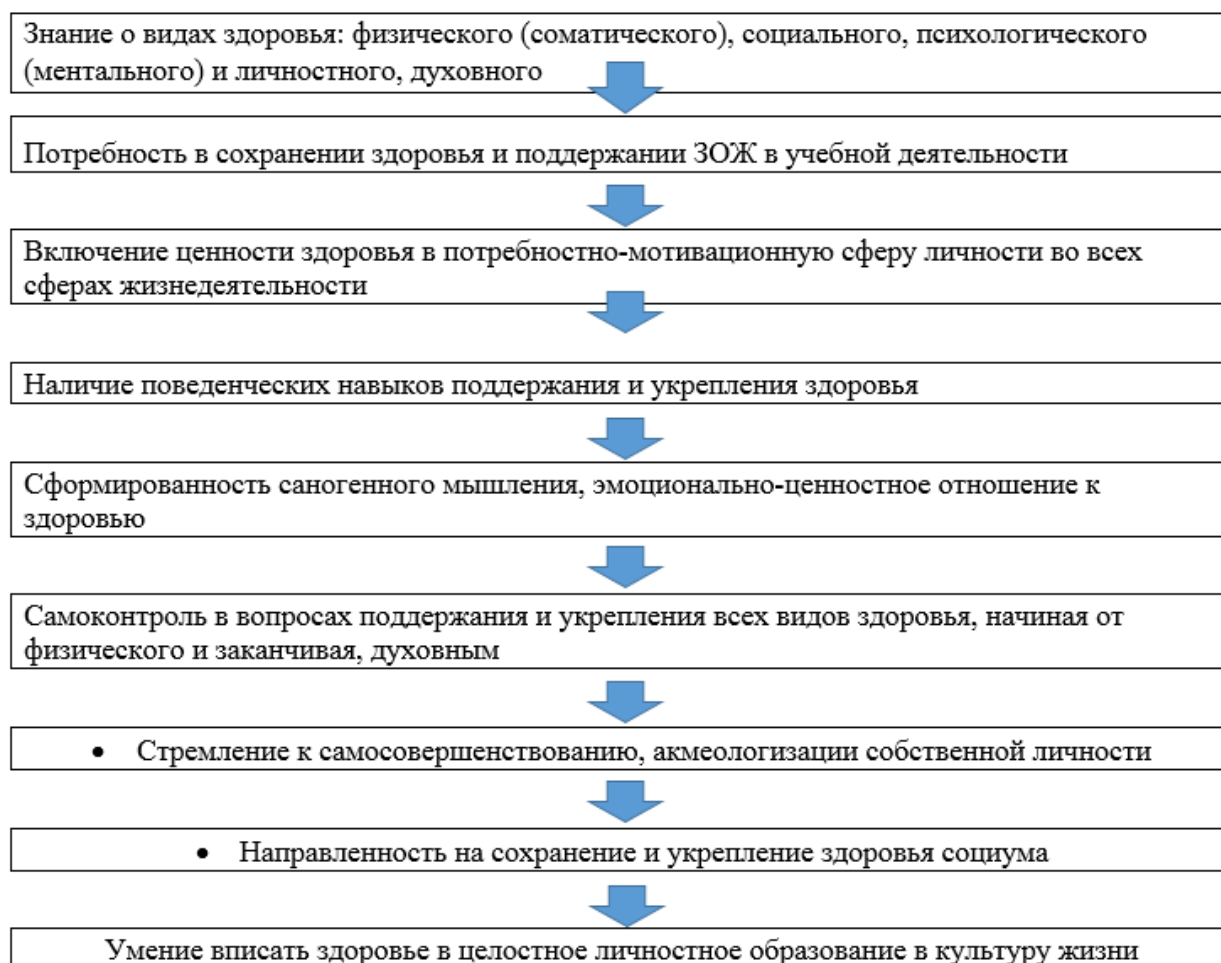 Знание о видах здоровья: физического (соматического), социального, психологического
(ментального) и личностного, духовного
Потребность в сохранении здоровья и поддержании ЗОЖ в учебной деятельности
Включение ценности здоровья в потребностно-мотивационную сферу личности во всех
сферах жизнедеятельности
Наличие поведенческих навыков поддержания и укрепления здоровья
Сформированность саногенного мышления, эмоционально-ценностное отношение к
здоровью
Самоконтроль в вопросах поддержания и укрепления всех видов здоровья, начиная от
физического и заканчивая, духовным
• Стремление к самосовершенствованию, акмеологизации собственной личности
• Направленность на сохранение и укрепление здоровья социума
Умение вписать здоровье в целостное личностное образование в культуру жизни